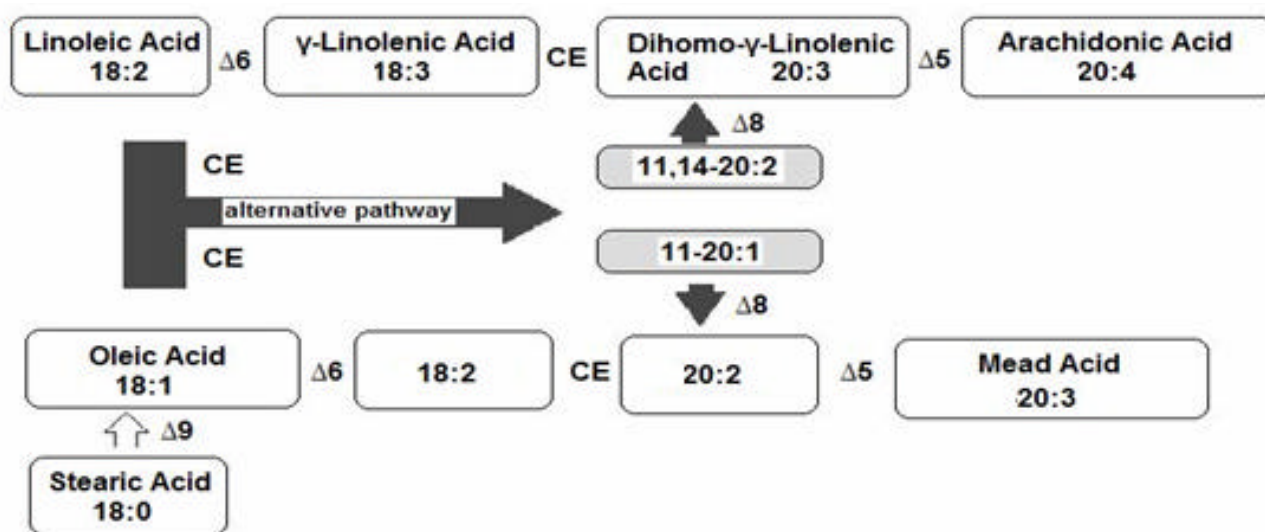 Linoleic Acid
18:2
Δ6
γ-Linolenic Acid
18:3
CE
Dihomo-γ-Linolenic
Acid 20:3
Δ5
Arachidonic Acid
20:4
Δ8
CE
11,14-20:2
alternative pathway
CE
11-20:1
Δ8
Oleic Acid
18:1
Δ6
18:2
CE
20:2
Δ5
Mead Acid
20:3
Δ9
Stearic Acid
18:0